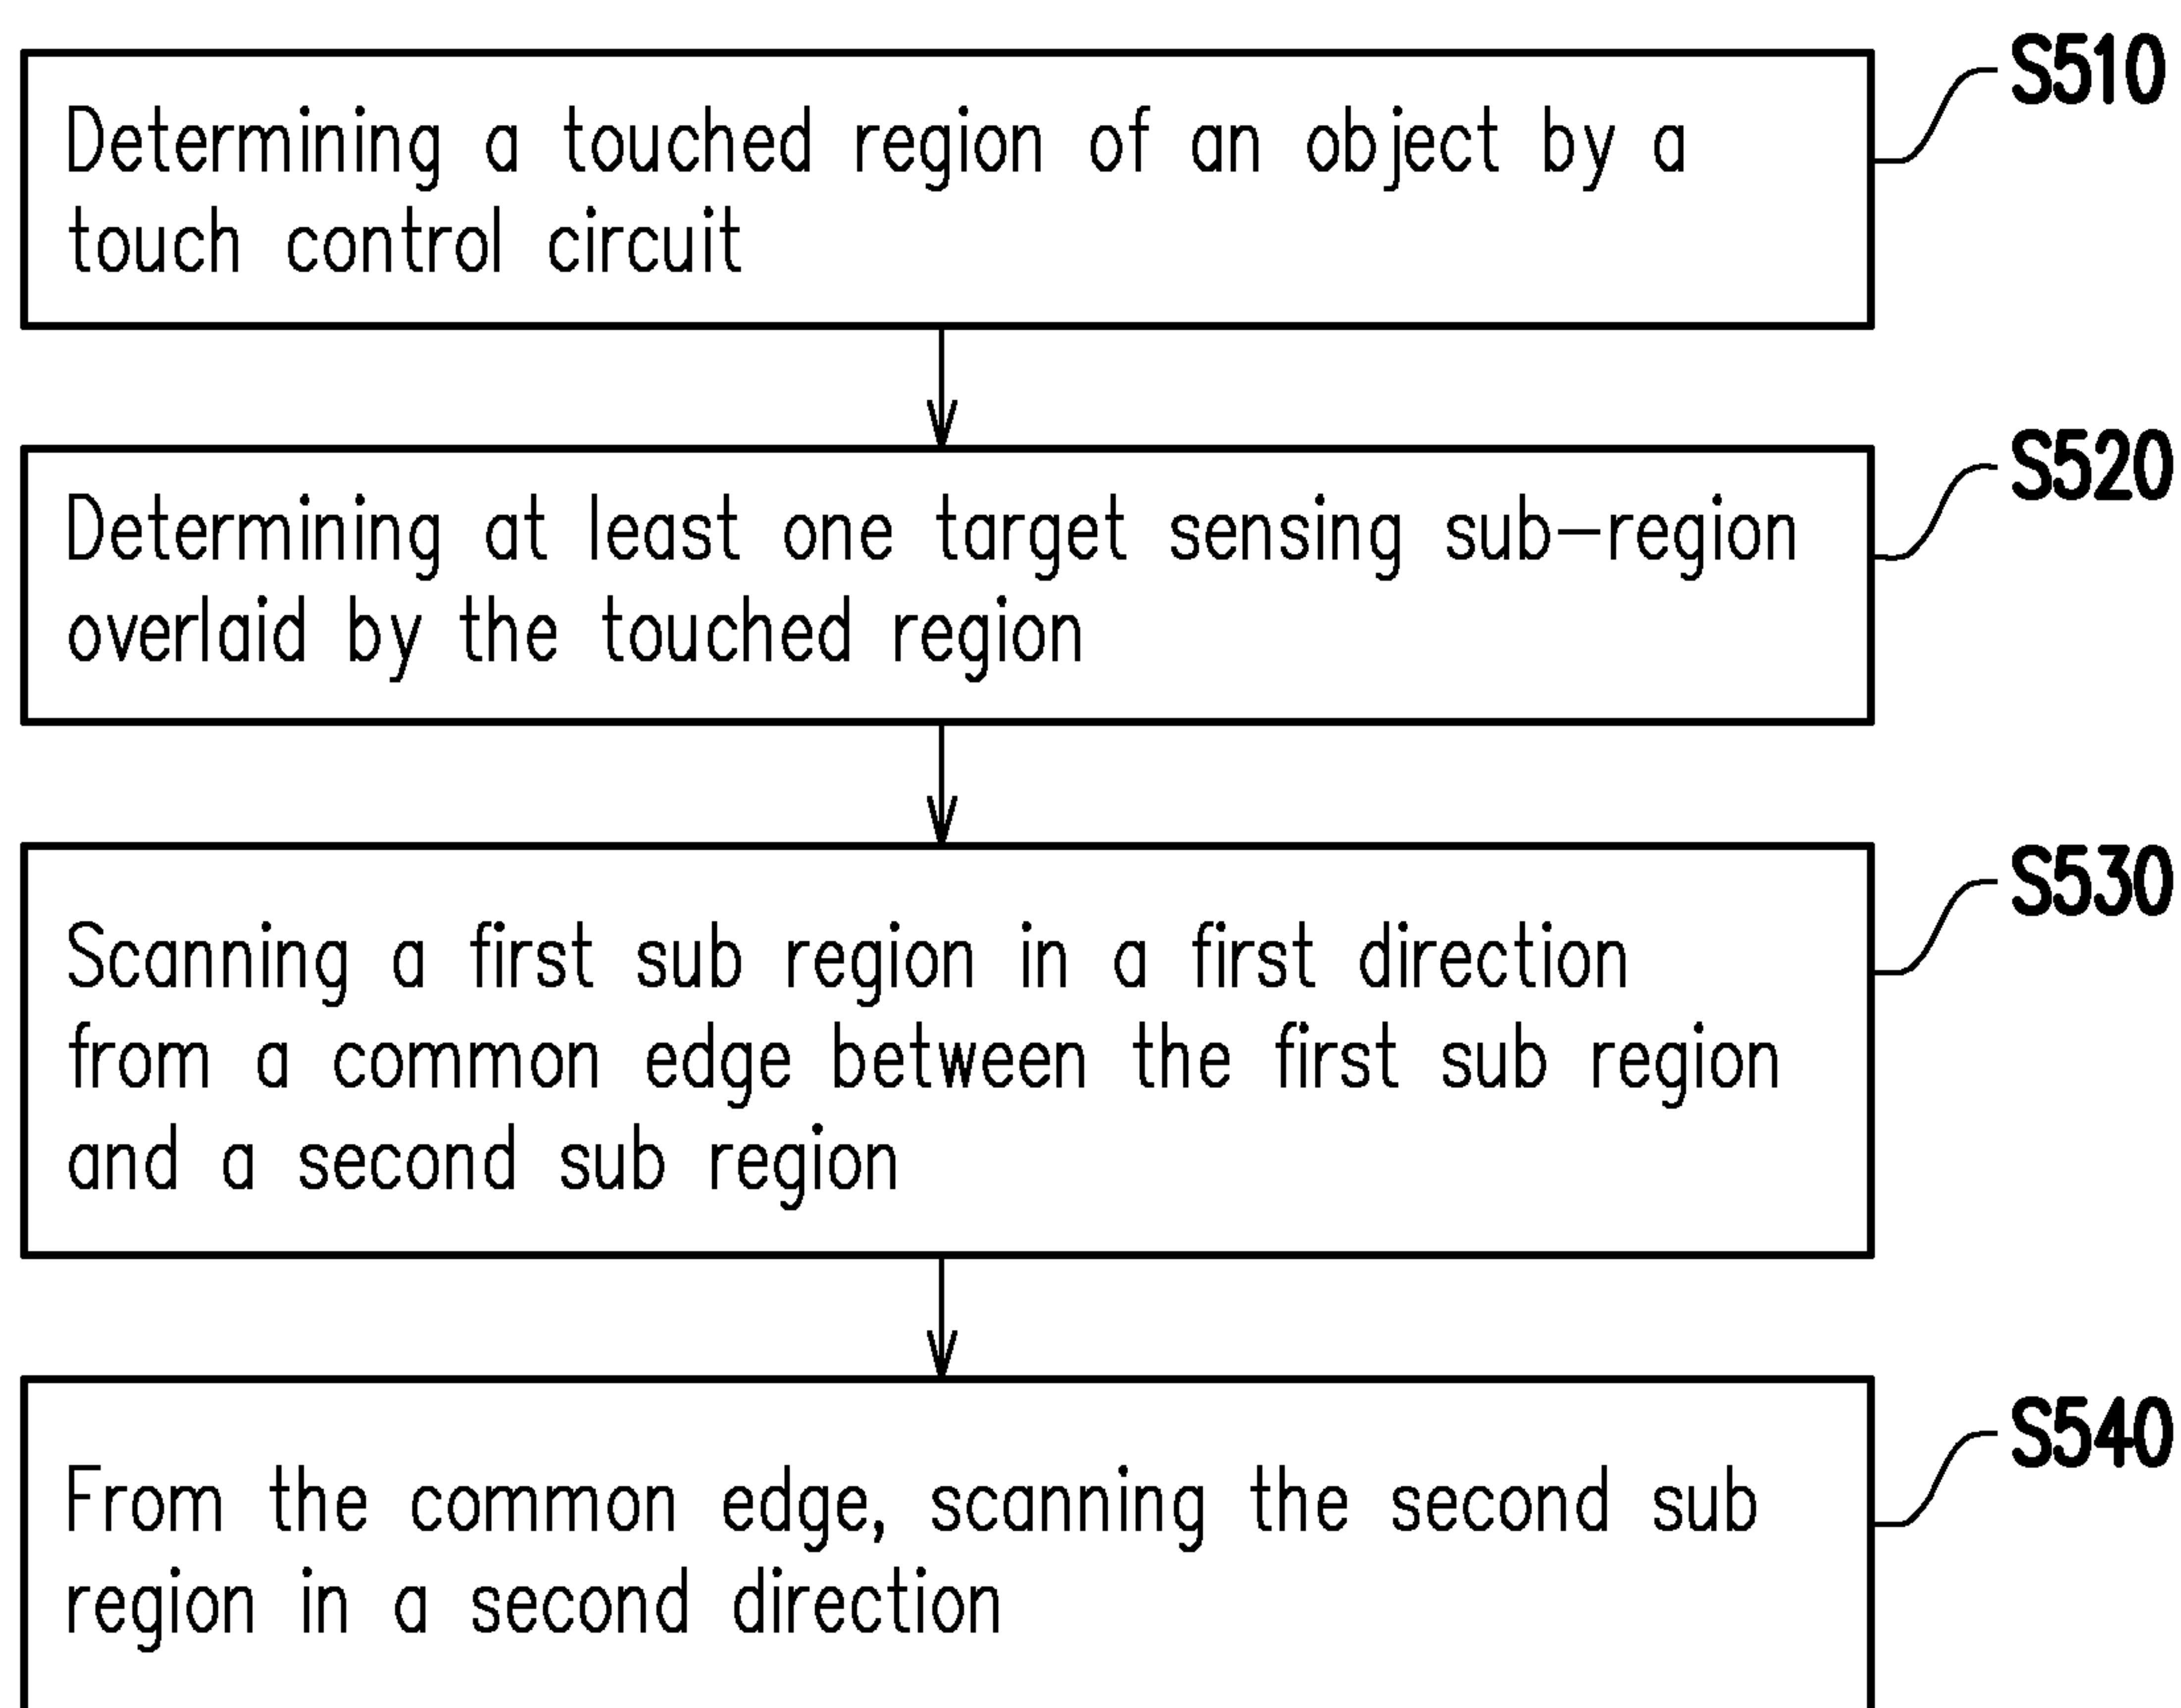 S510
Determining a touched region of an object by a
touch control circuit
S520
Determining at least one target sensing sub-region
overlaid by the touched region
S530
Scanning a first sub region in a first direction
from a common edge between the first sub region
and a second sub region
S540
From the common edge, scanning the second sub
region in a second direction